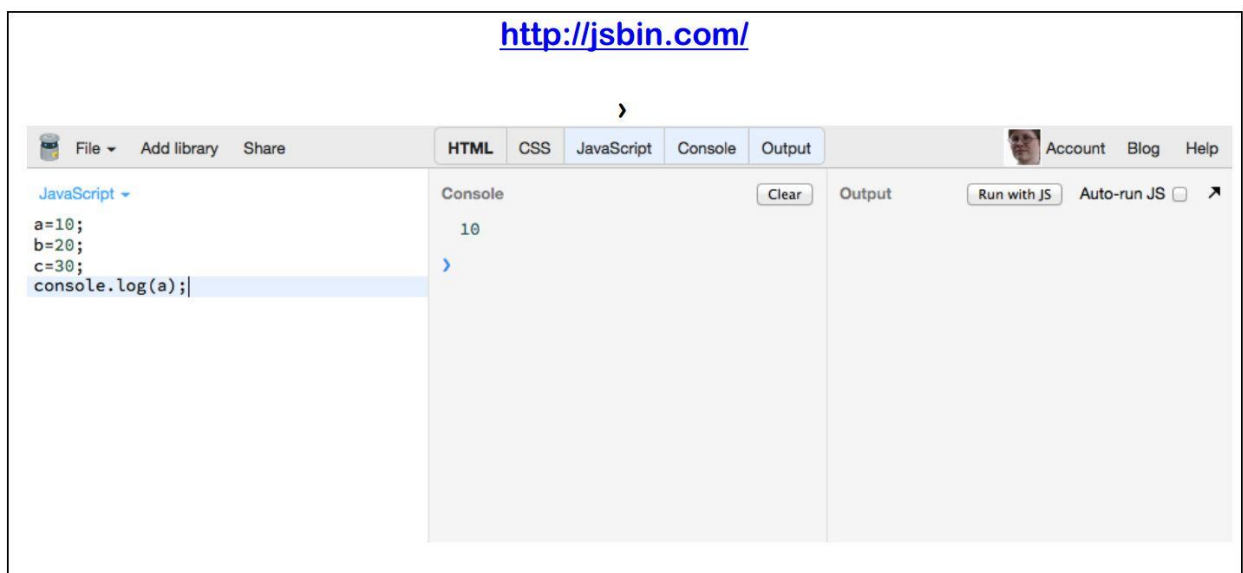 http://jsbin.com/
›
File Add library Share HTML CSS JavaScript Console Output Account Blog Help
JavaScript Console Clear Output Run with JS Auto-run JS
a=10;
b=20;
c=30;
console.log(a);
10
›